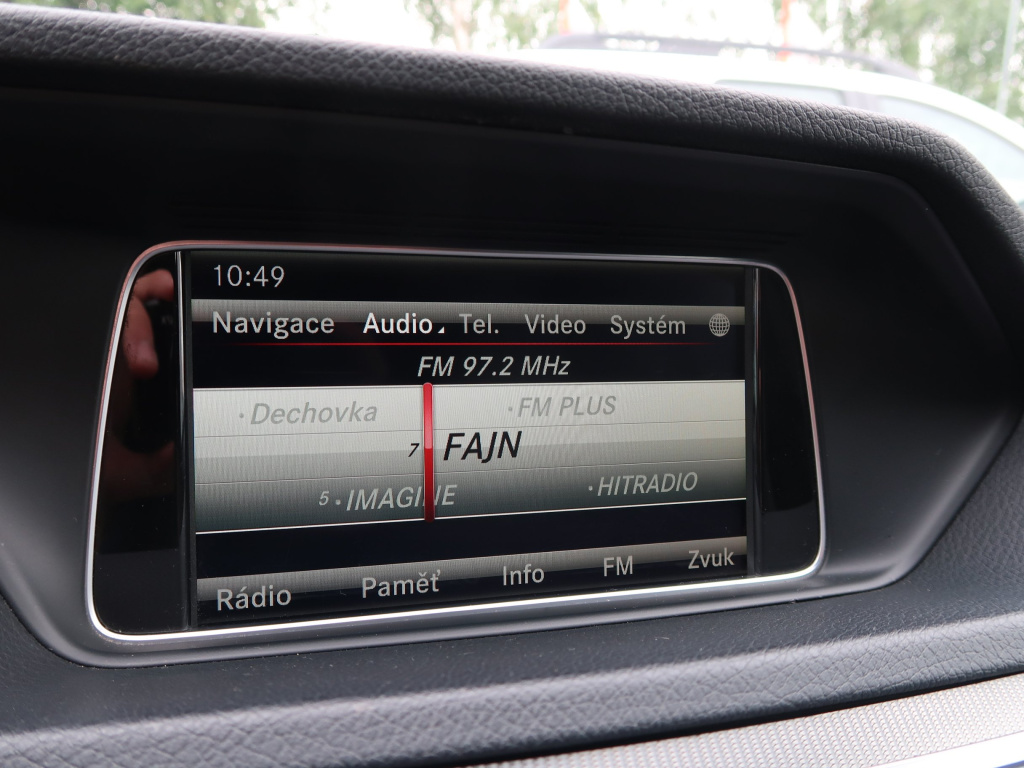 10:49
Navigace Audio Tel. Video Systém
FM 97.2 MHz
· Dechovka · FM PLUS
7 FAJN
5 · IMAGINE · HITRADIO
Rádio Paměť Info FM Zvuk